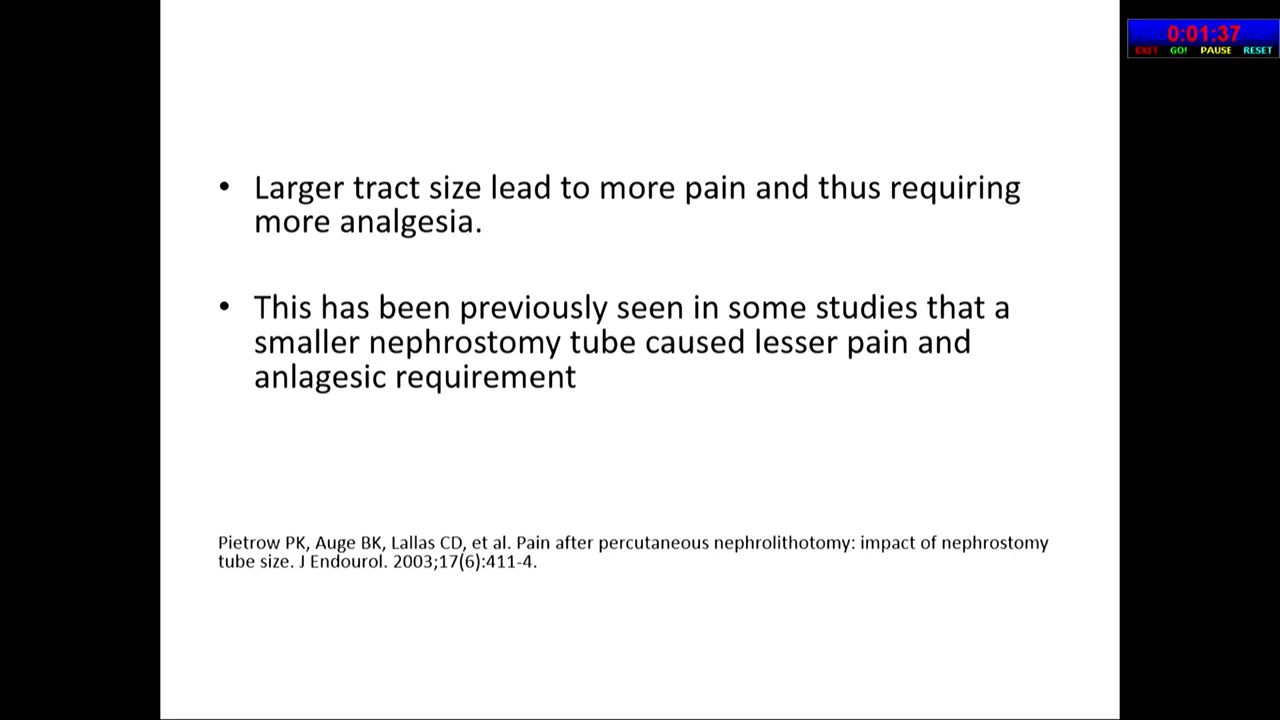 0:01:37
EXIT GO! PAUSE RESET
• Larger tract size lead to more pain and thus requiring
more analgesia.
• This has been previously seen in some studies that a
smaller nephrostomy tube caused lesser pain and
anlagesic requirement
Pietrow PK, Auge BK, Lallas CD, et al. Pain after percutaneous nephrolithotomy: impact of nephrostomy
tube size. J Endourol. 2003;17(6):411-4.